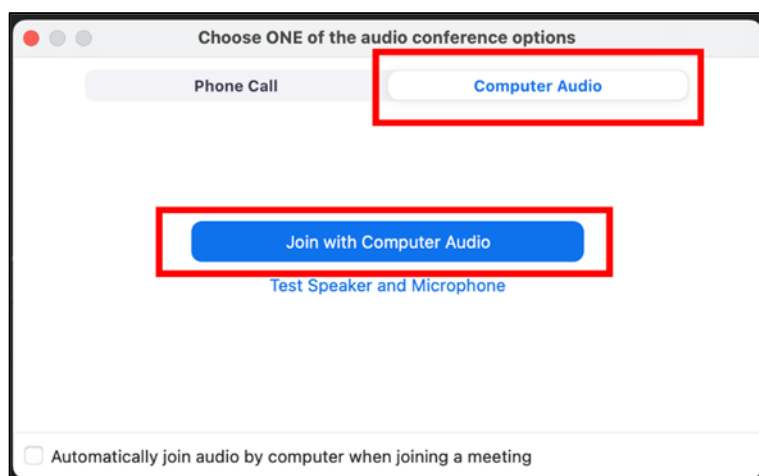 Choose ONE of the audio conference options
Phone Call
Computer Audio
Join with Computer Audio
Test Speaker and Microphone
Automatically join audio by computer when joining a meeting